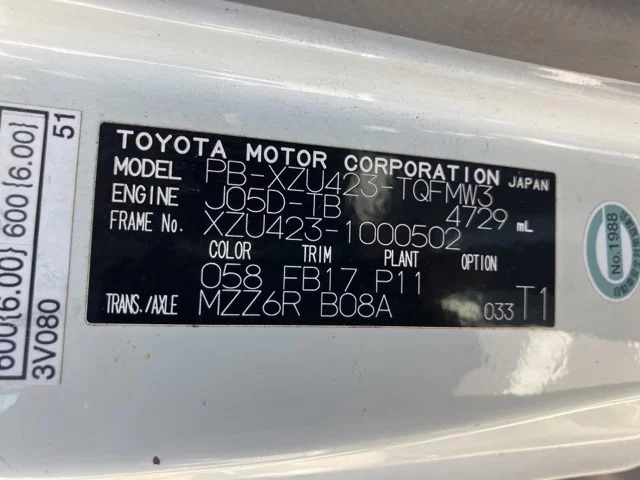 TOYOTA MOTOR CORPORATION JAPAN
MODEL PB-XZU423-TQFMW3
ENGINE J05D-TB 4729 mL
FRAME No. XZU423-1000502
COLOR TRIM PLANT OPTION
058 FB17 P11
TRANS./AXLE MZZ6R B08A 033 T1
600{6.00} 600{6.00}
3V080 51
No.1988